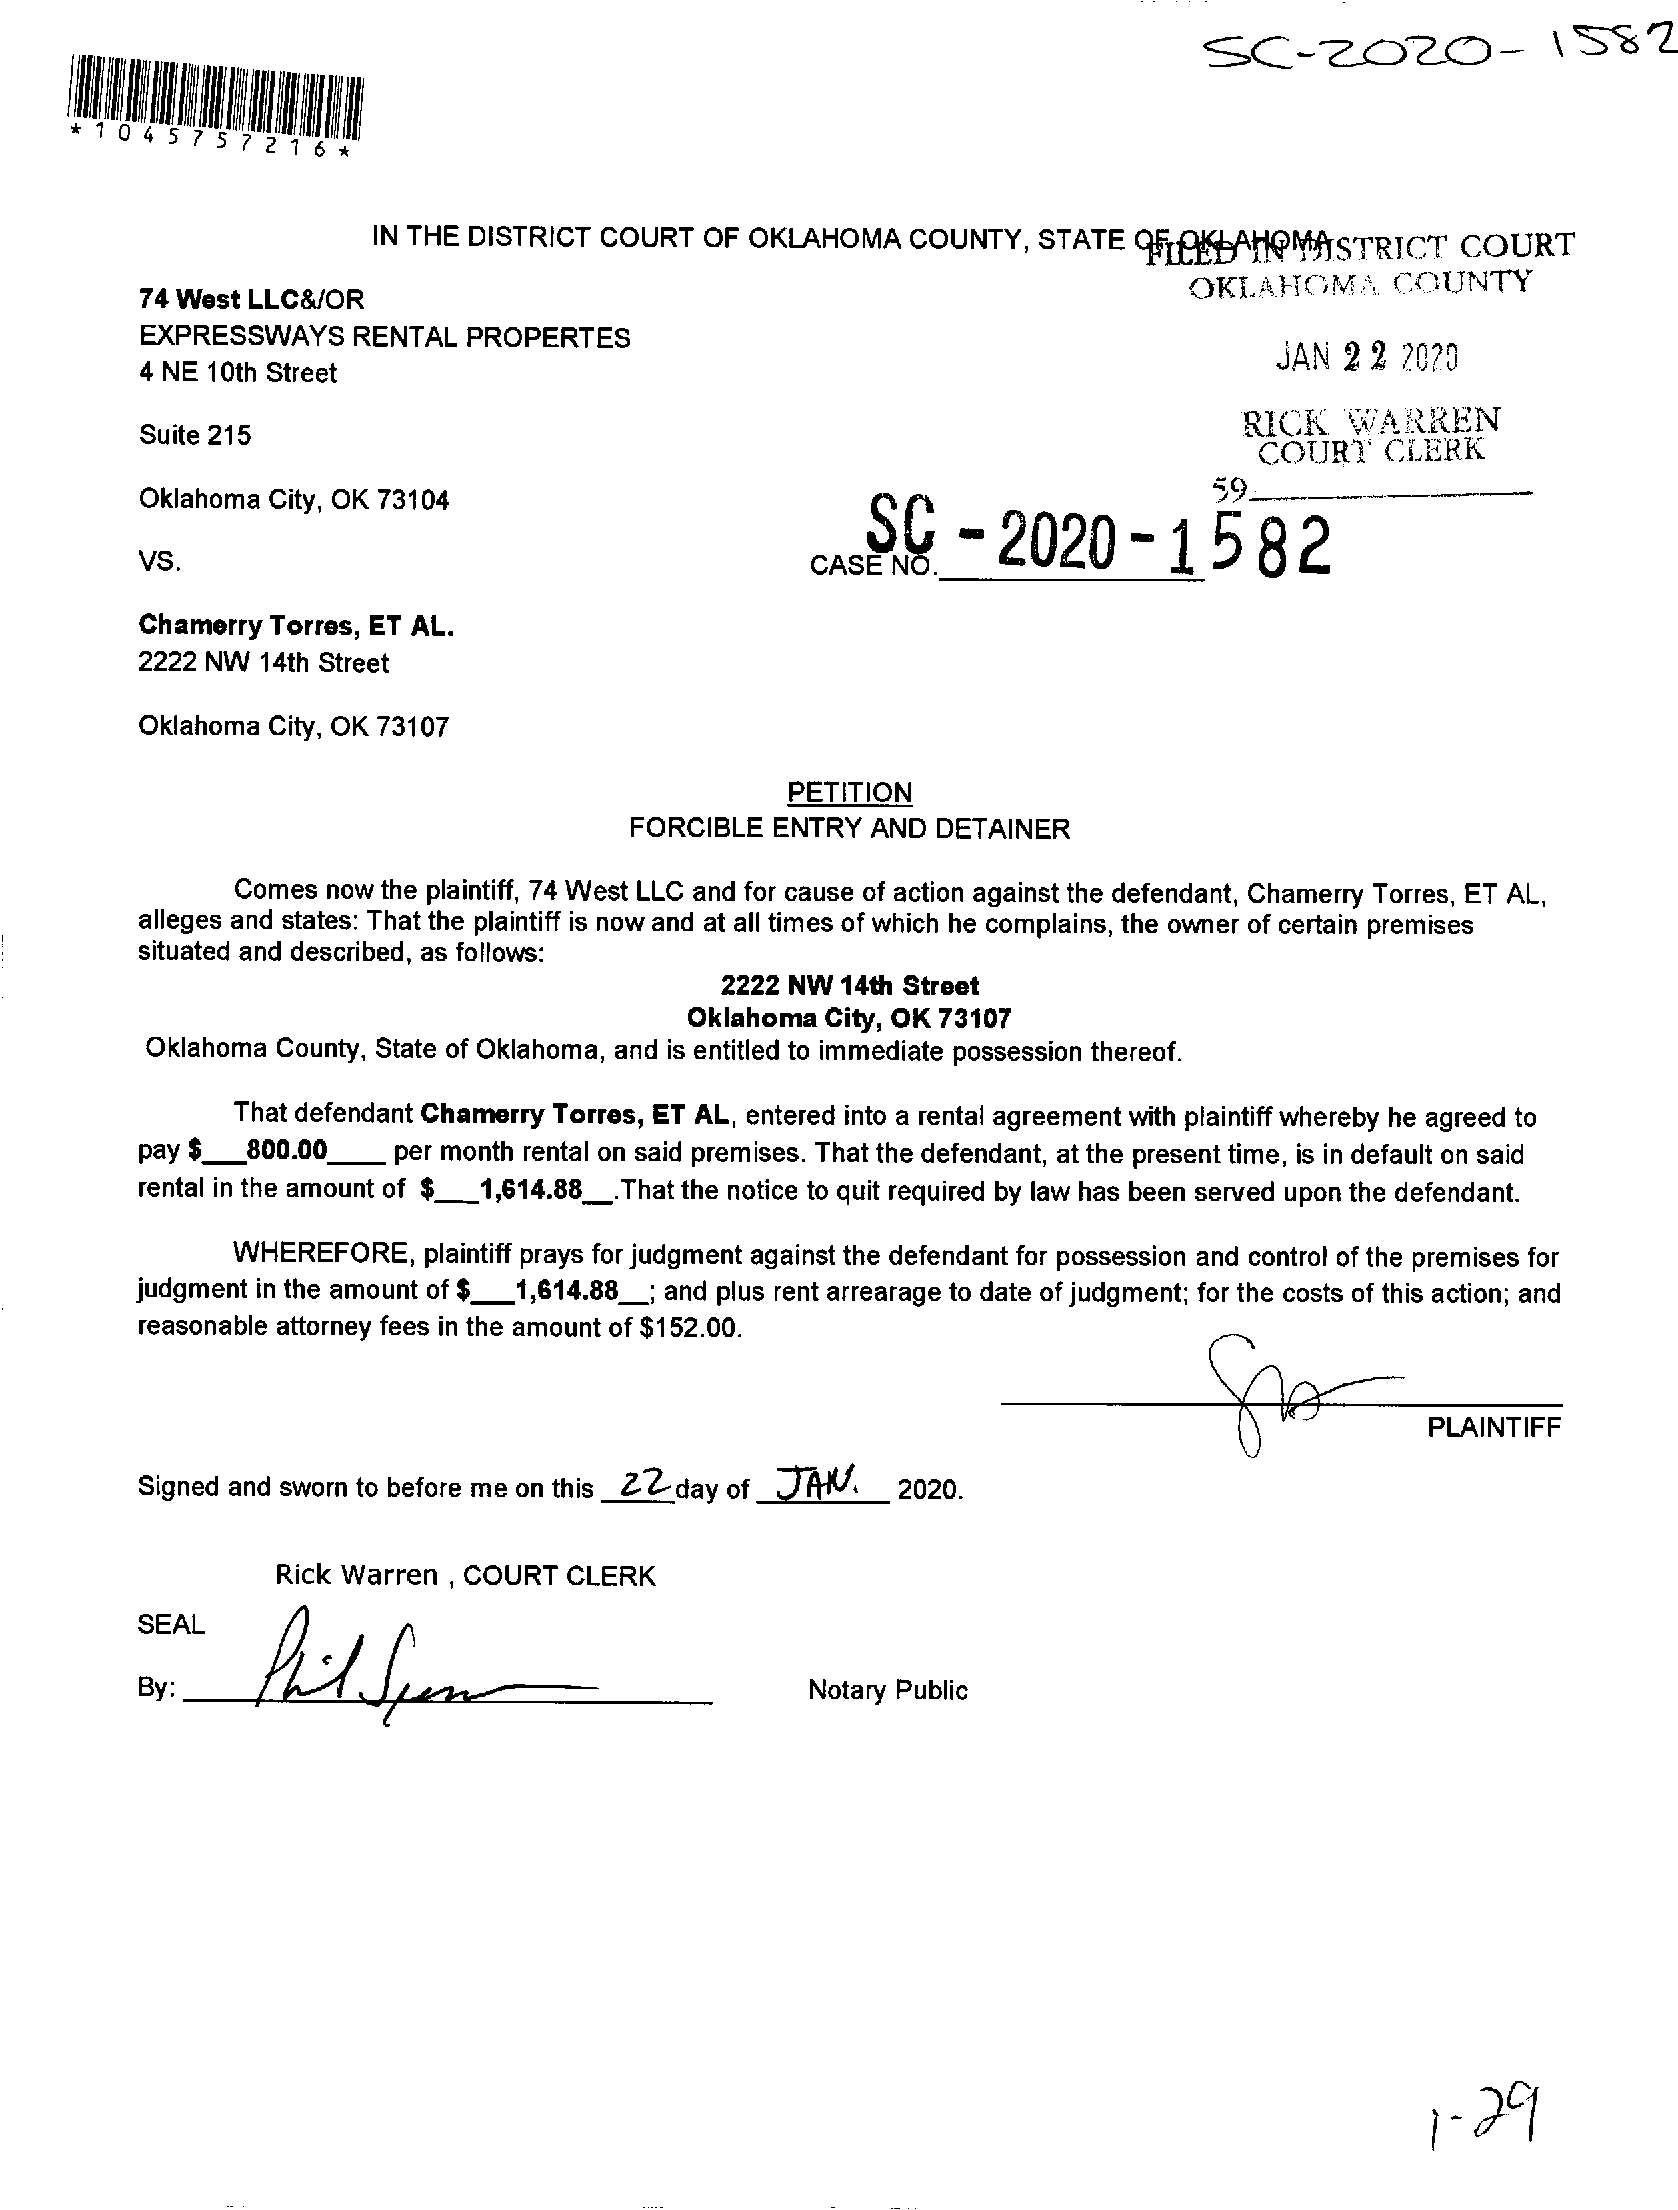 SC-2020-1582
*1045757216*
IN THE DISTRICT COURT OF OKLAHOMA COUNTY, STATE OF OKLAHOMA
FILED IN DISTRICT COURT
OKLAHOMA COUNTY
74 West LLC&/OR
EXPRESSWAYS RENTAL PROPERTES
4 NE 10th Street
JAN 22 2020
Suite 215
RICK WARREN
COURT CLERK
Oklahoma City, OK 73104
59
VS.
CASE NO. SC-2020-1582
Chamerry Torres, ET AL.
2222 NW 14th Street
Oklahoma City, OK 73107
PETITION
FORCIBLE ENTRY AND DETAINER
Comes now the plaintiff, 74 West LLC and for cause of action against the defendant, Chamerry Torres, ET AL,
alleges and states: That the plaintiff is now and at all times of which he complains, the owner of certain premises
situated and described, as follows:
2222 NW 14th Street
Oklahoma City, OK 73107
Oklahoma County, State of Oklahoma, and is entitled to immediate possession thereof.
That defendant Chamerry Torres, ET AL, entered into a rental agreement with plaintiff whereby he agreed to
pay $___800.00____ per month rental on said premises. That the defendant, at the present time, is in default on said
rental in the amount of $___1,614.88__.That the notice to quit required by law has been served upon the defendant.
WHEREFORE, plaintiff prays for judgment against the defendant for possession and control of the premises for
judgment in the amount of $___1,614.88__; and plus rent arrearage to date of judgment; for the costs of this action; and
reasonable attorney fees in the amount of $152.00.
PLAINTIFF
Signed and sworn to before me on this 22 day of JAN. 2020.
Rick Warren , COURT CLERK
SEAL
By: Phil
Notary Public
1-29